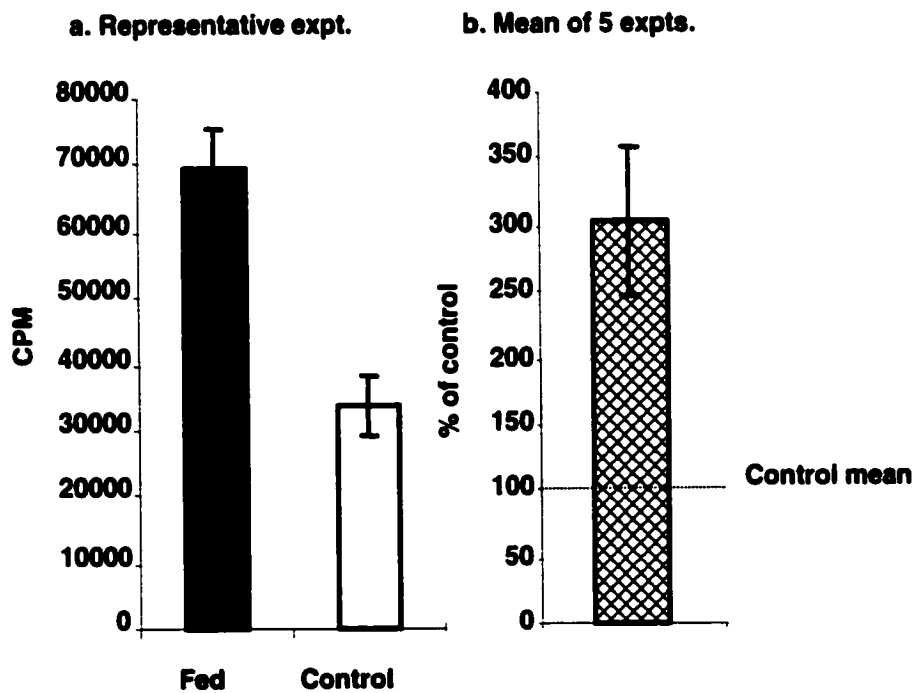 a. Representative expt.
80000
70000
60000
50000
40000
30000
20000
10000
0
CPM
Fed
Control
b. Mean of 5 expts.
400
350
300
250
200
150
100
50
0
% of control
Control mean